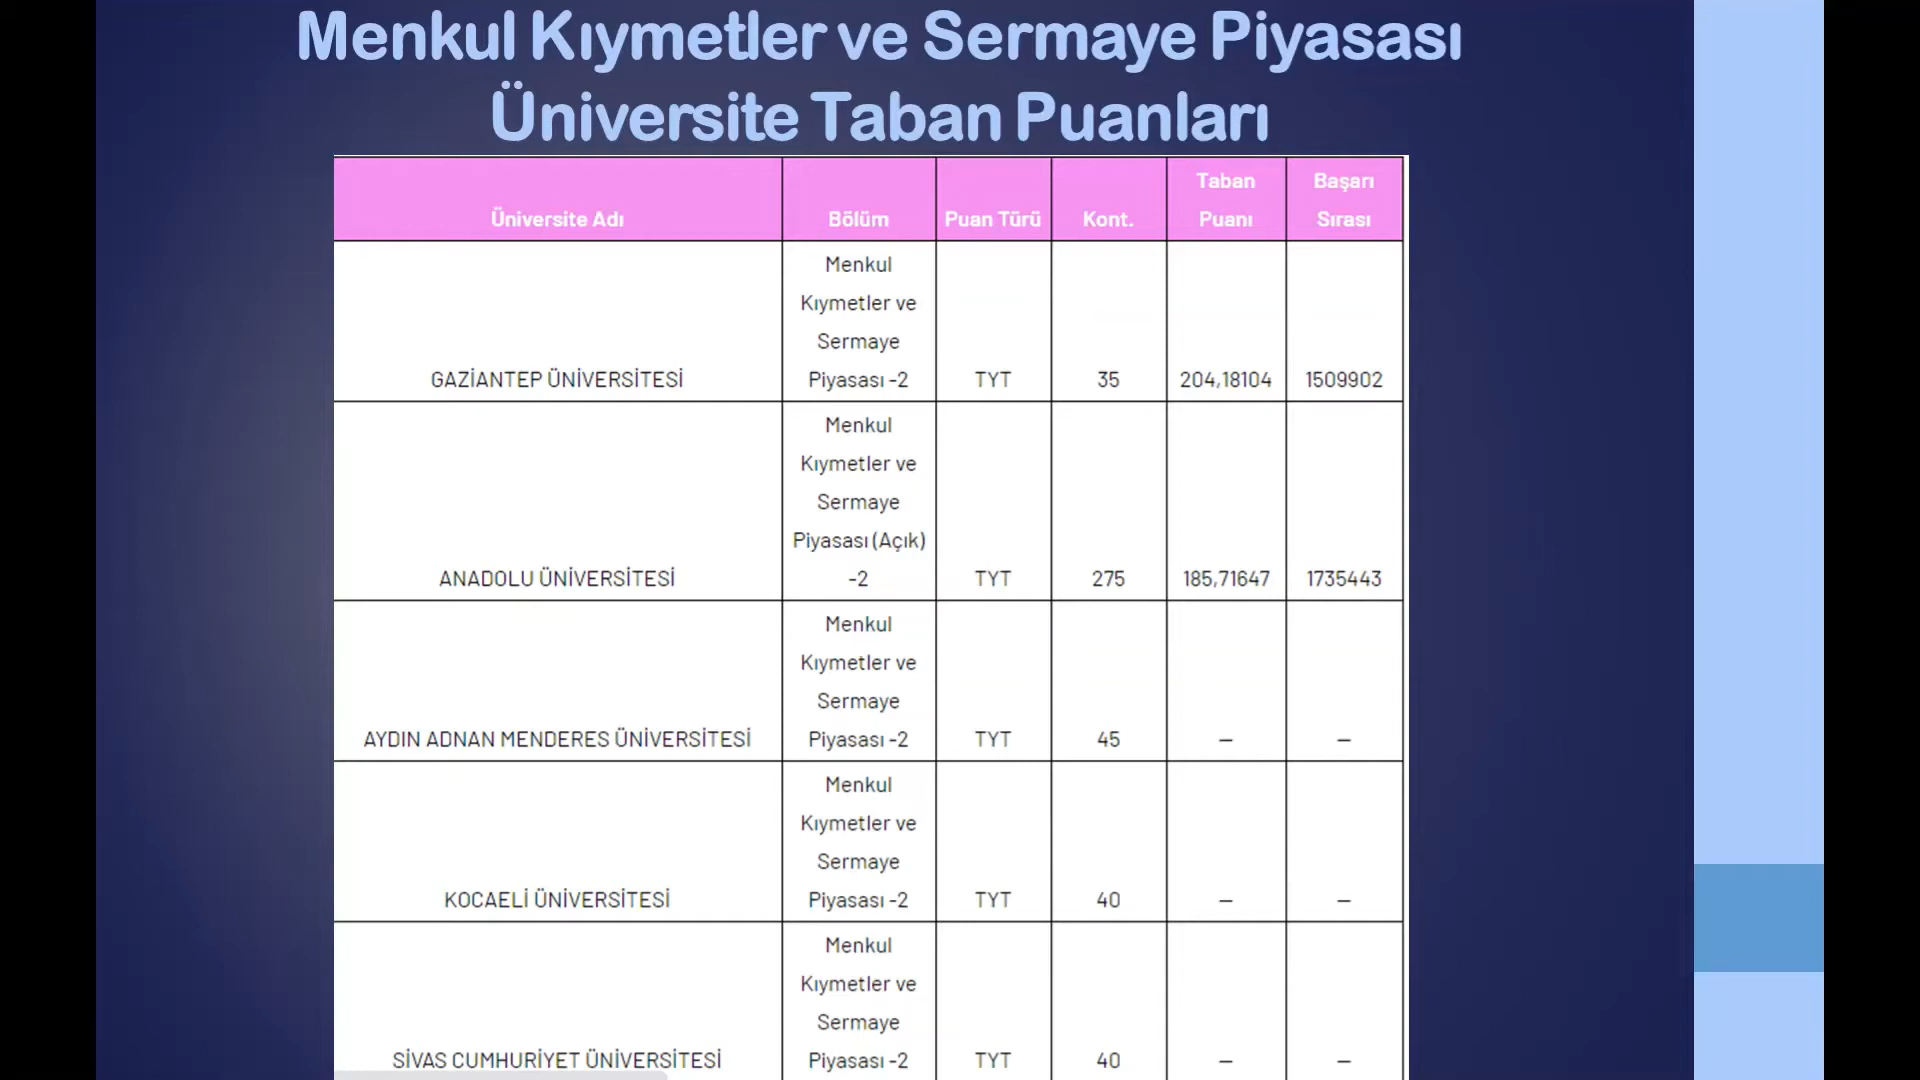 Menkul Kıymetler ve Sermaye Piyasası
Üniversite Taban Puanları
Üniversite Adı Bölüm Puan Türü Kont. Taban Puanı Başarı Sırası
Menkul
Kıymetler ve
Sermaye
GAZİANTEP ÜNİVERSİTESİ Piyasası -2 TYT 35 204,18104 1509902
Menkul
Kıymetler ve
Sermaye
Piyasası (Açık)
ANADOLU ÜNİVERSİTESİ -2 TYT 275 185,71647 1735443
Menkul
Kıymetler ve
Sermaye
AYDIN ADNAN MENDERES ÜNİVERSİTESİ Piyasası -2 TYT 45 — —
Menkul
Kıymetler ve
Sermaye
KOCAELİ ÜNİVERSİTESİ Piyasası -2 TYT 40 — —
Menkul
Kıymetler ve
Sermaye
SİVAS CUMHURİYET ÜNİVERSİTESİ Piyasası -2 TYT 40 — —